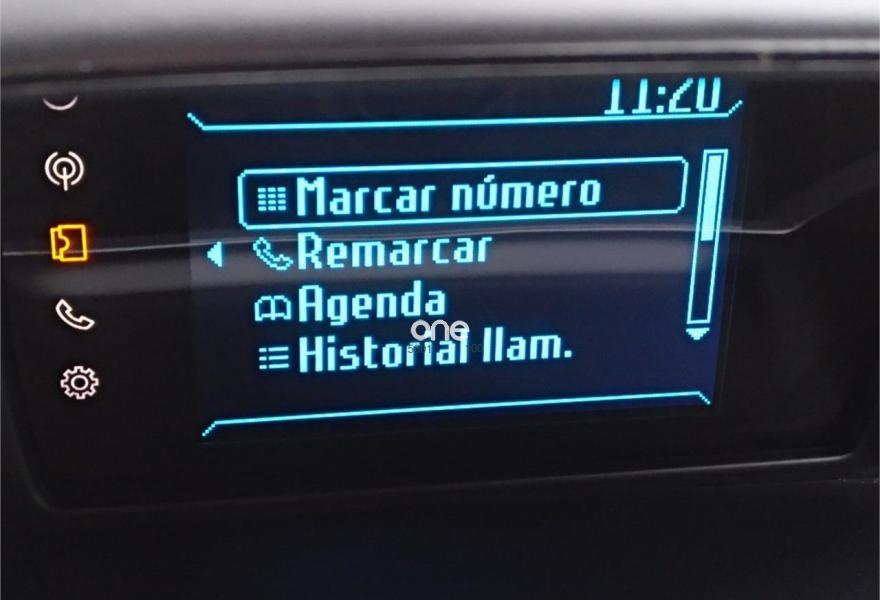 11:20
Marcar número
Remarcar
Agenda
one
Historial llam.